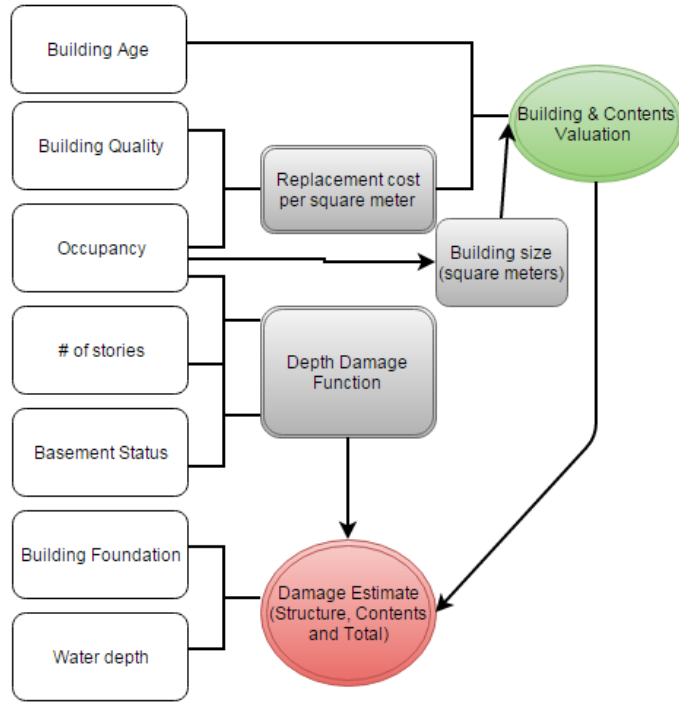 Building Age
Building & Contents
Valuation
Building Quality
Replacement cost
per square meter
Occupancy
Building size
(square meters)
# of stories
Depth Damage
Function
Basement Status
Building Foundation
Damage Estimate
(Structure, Contents
and Total)
Water depth